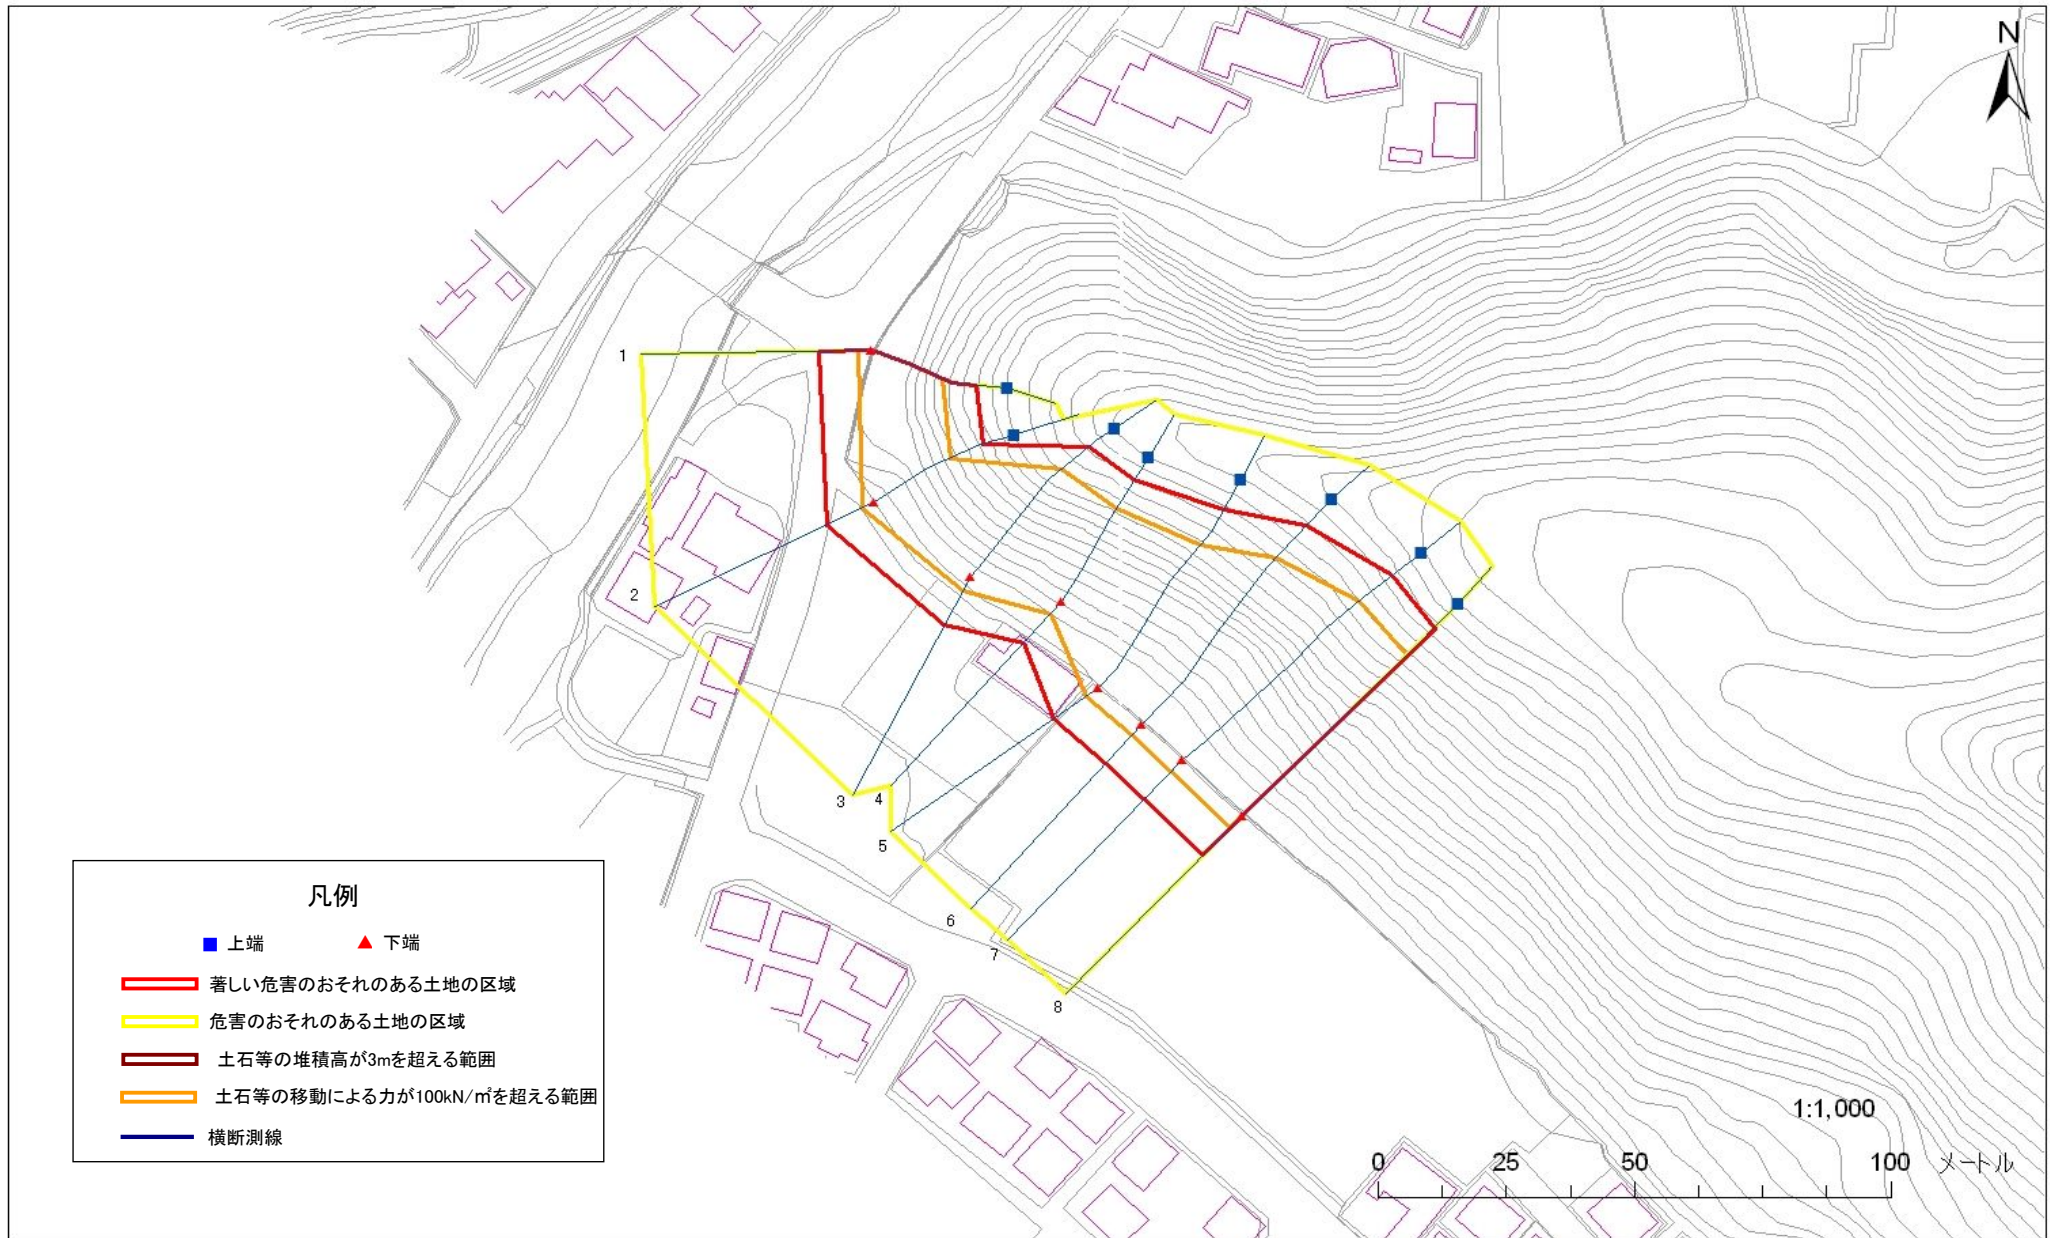 N
1
2
3
4
5
6
7
8
凡例
上端 下端
著しい危害のおそれのある土地の区域
危害のおそれのある土地の区域
土石等の堆積高が3mを超える範囲
土石等の移動による力が100kN/㎡を超える範囲
横断測線
1:1,000
0 25 50 100 メートル